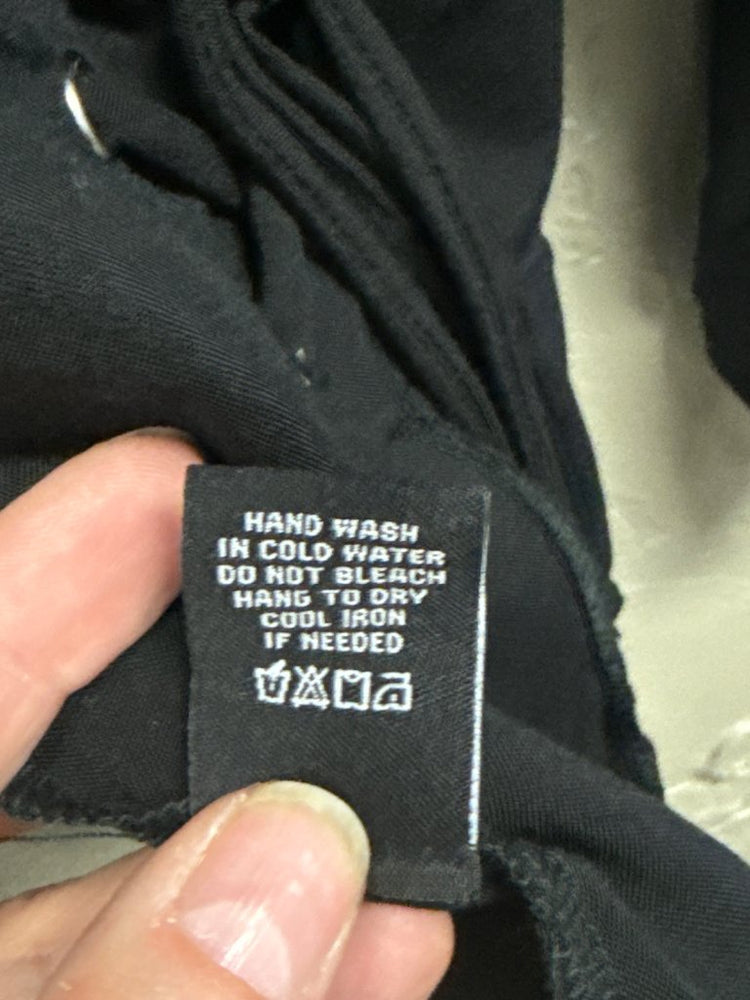 HAND WASH
IN COLD WATER
DO NOT BLEACH
HANG TO DRY
COOL IRON
IF NEEDED